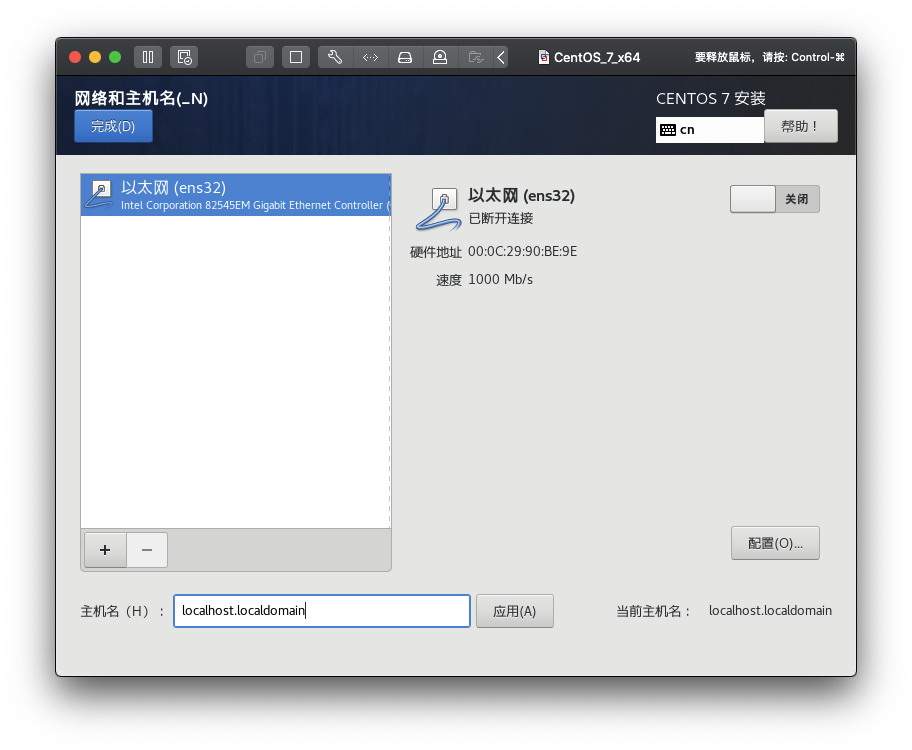 CentOS_7_x64
要释放鼠标，请按: Control-⌘
网络和主机名(_N)
CENTOS 7 安装
完成(D)
cn
帮助！
以太网 (ens32)
Intel Corporation 82545EM Gigabit Ethernet Controller (
以太网 (ens32)
已断开连接
关闭
硬件地址 00:0C:29:90:BE:9E
速度 1000 Mb/s
配置(O)...
主机名（H）： localhost.localdomain 应用(A) 当前主机名： localhost.localdomain